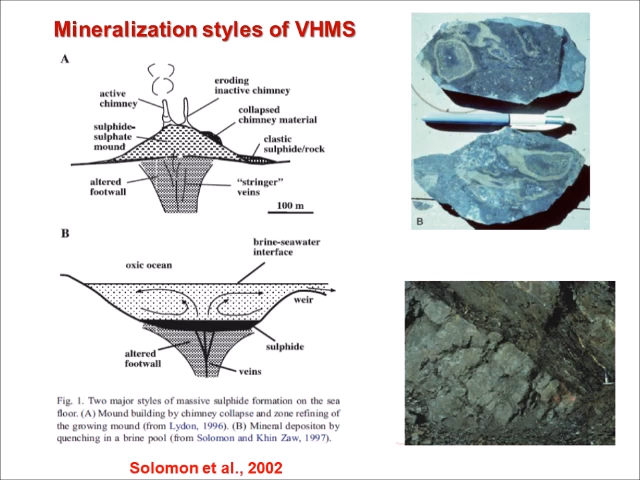 Mineralization styles of VHMS
A
active
chimney
eroding
inactive chimney
collapsed
chimney material
sulphide-
sulphate
mound
clastic
sulphide/rock
altered
footwall
"stringer"
veins
100 m
B
brine-seawater
interface
oxic ocean
weir
altered
footwall
sulphide
veins
Fig. 1. Two major styles of massive sulphide formation on the sea
floor. (A) Mound building by chimney collapse and zone refining of
the growing mound (from Lydon, 1996). (B) Mineral depositon by
quenching in a brine pool (from Solomon and Khin Zaw, 1997).
Solomon et al., 2002
B